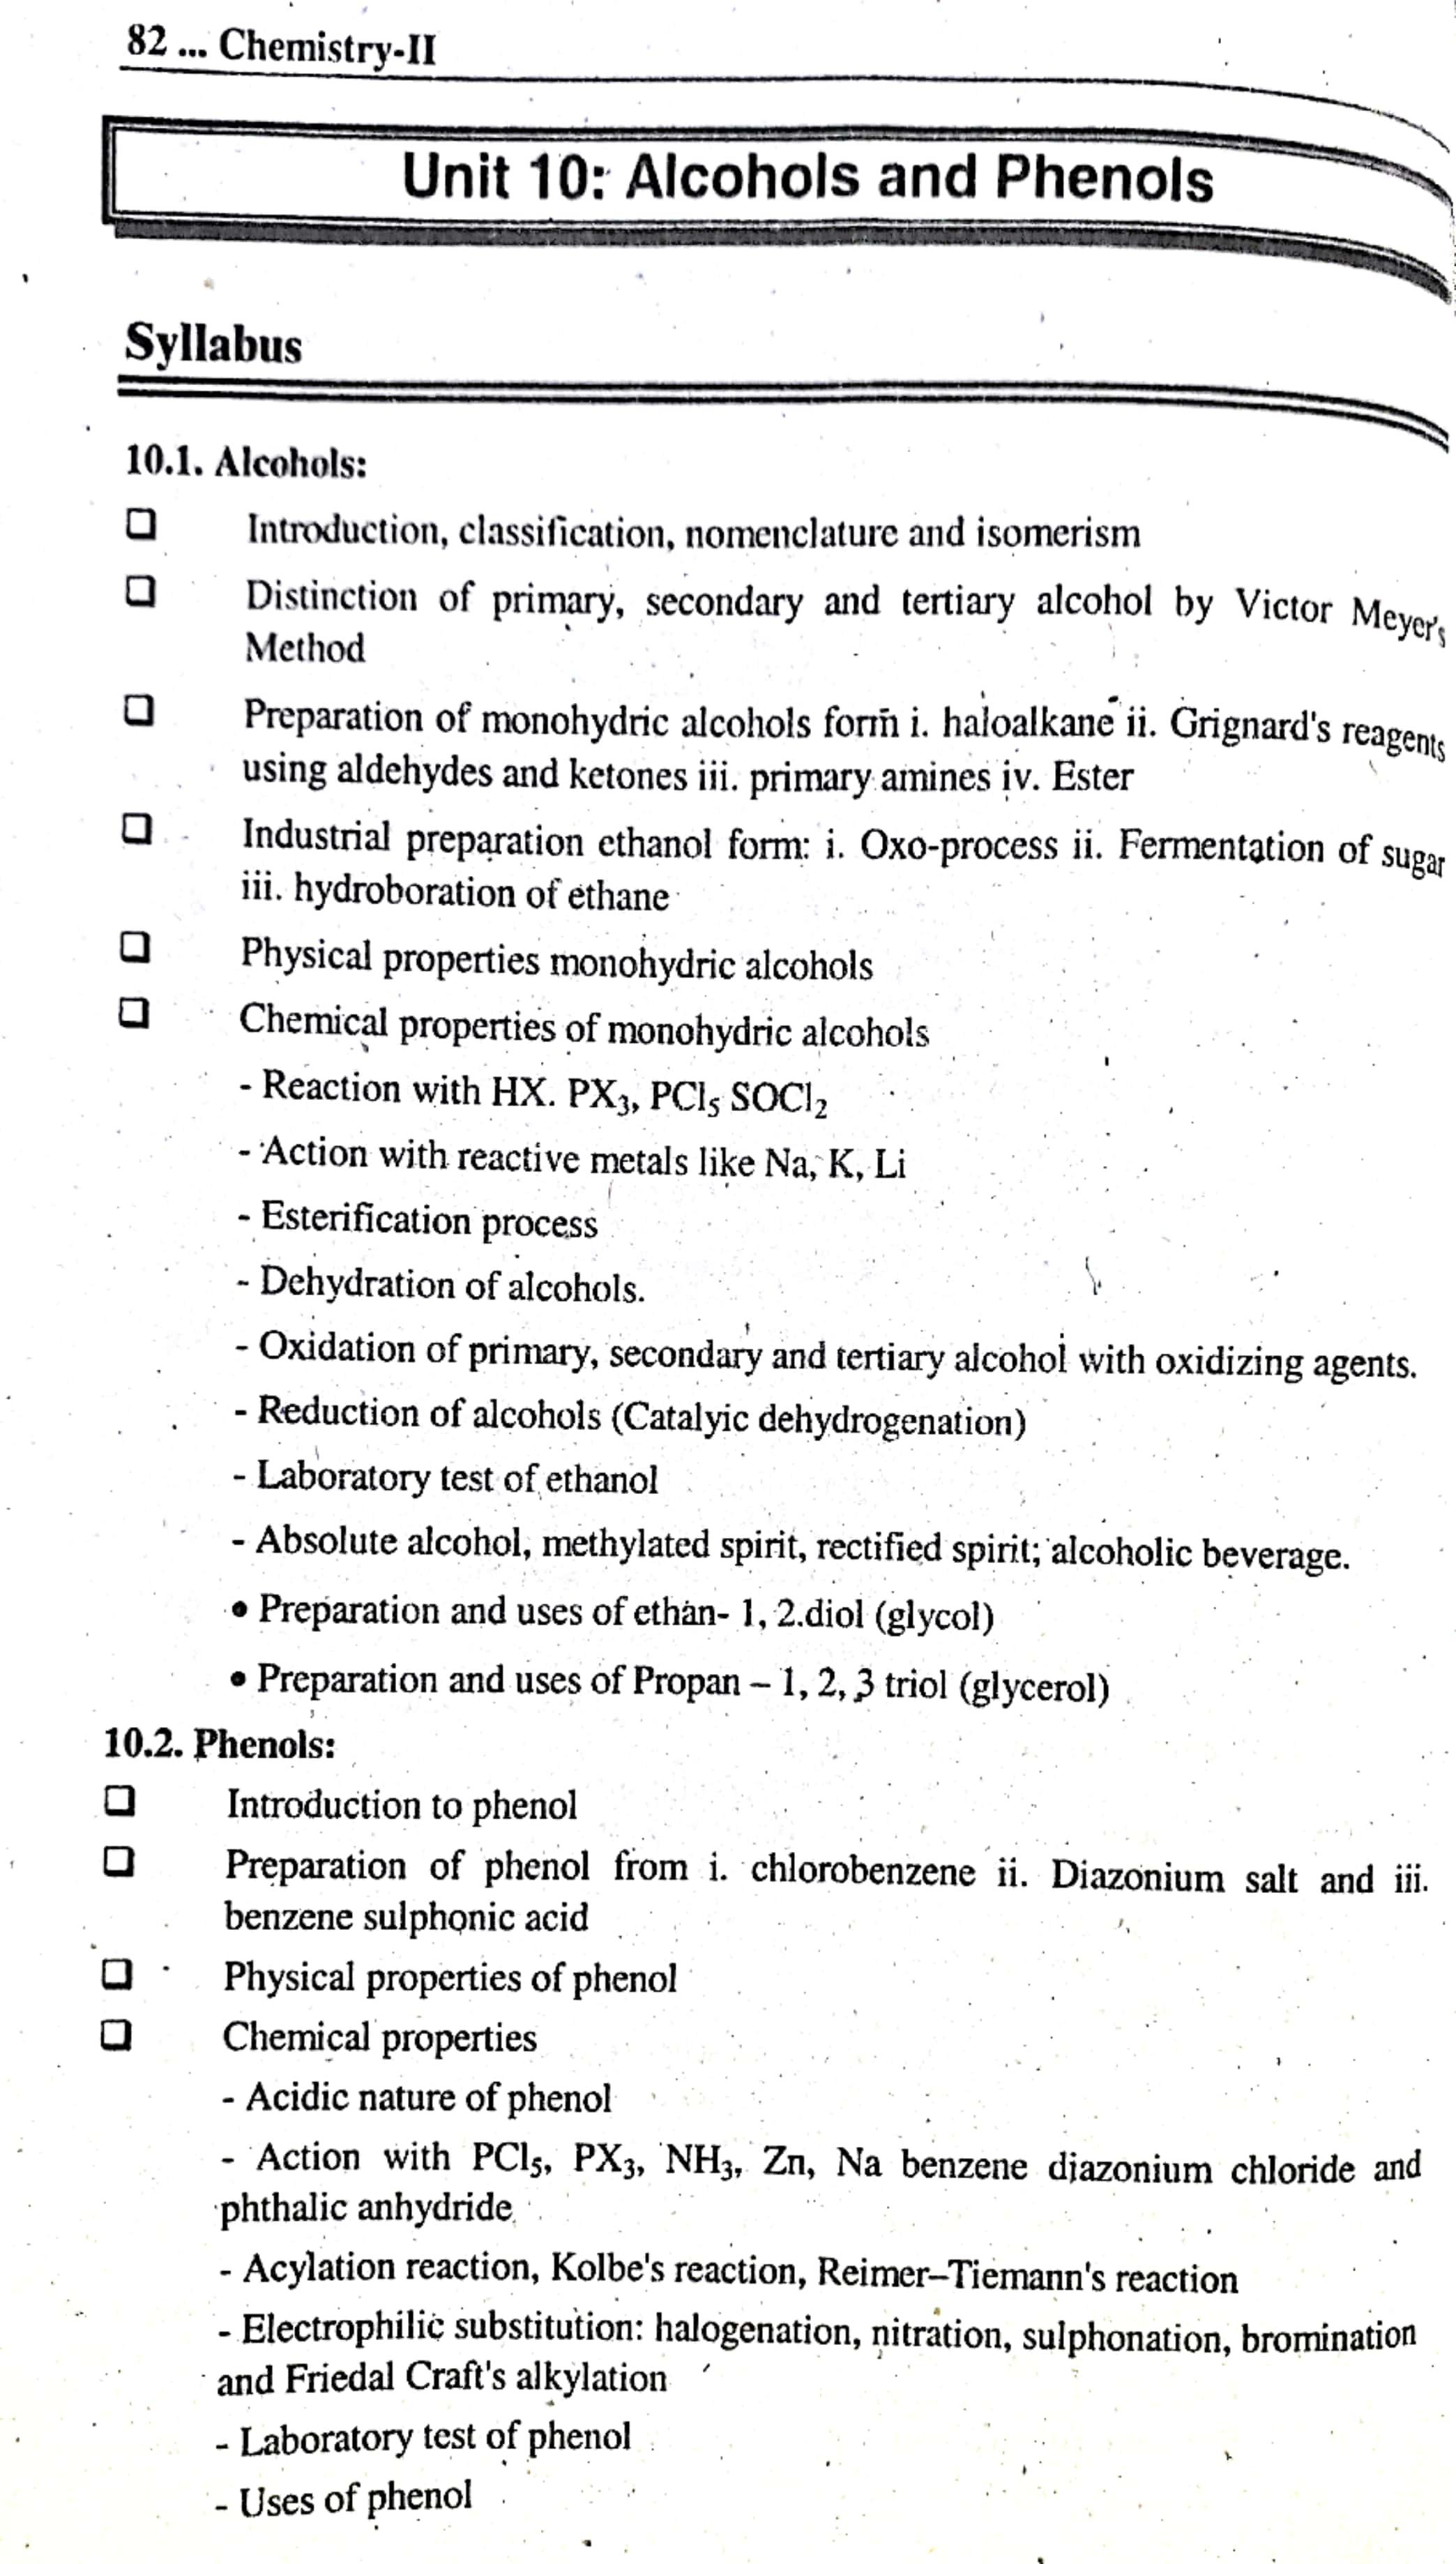 82 ... Chemistry-II
Unit 10: Alcohols and Phenols
Syllabus
10.1. Alcohols:
❑ Introduction, classification, nomenclature and isomerism
❑ Distinction of primary, secondary and tertiary alcohol by Victor Meyer's
Method
❑ Preparation of monohydric alcohols form i. haloalkane ii. Grignard's reagents
using aldehydes and ketones iii. primary amines iv. Ester
❑ Industrial preparation ethanol form: i. Oxo-process ii. Fermentation of sugar
iii. hydroboration of ethane
❑ Physical properties monohydric alcohols
❑ Chemical properties of monohydric alcohols
- Reaction with HX. PX₃, PCl₅ SOCl₂
- Action with reactive metals like Na, K, Li
- Esterification process
- Dehydration of alcohols.
- Oxidation of primary, secondary and tertiary alcohol with oxidizing agents.
- Reduction of alcohols (Catalyic dehydrogenation)
- Laboratory test of ethanol
- Absolute alcohol, methylated spirit, rectified spirit; alcoholic beverage.
• Preparation and uses of ethan- 1, 2.diol (glycol)
• Preparation and uses of Propan – 1, 2, 3 triol (glycerol)
10.2. Phenols:
❑ Introduction to phenol
❑ Preparation of phenol from i. chlorobenzene ii. Diazonium salt and iii.
benzene sulphonic acid
❑ Physical properties of phenol
❑ Chemical properties
- Acidic nature of phenol
- Action with PCl₅, PX₃, NH₃, Zn, Na benzene diazonium chloride and
phthalic anhydride
- Acylation reaction, Kolbe's reaction, Reimer–Tiemann's reaction
- Electrophilic substitution: halogenation, nitration, sulphonation, bromination
and Friedal Craft's alkylation
- Laboratory test of phenol
- Uses of phenol